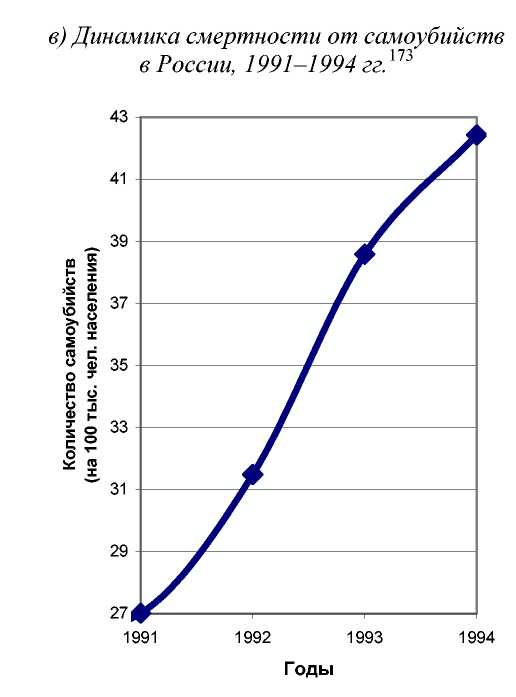 в) Динамика смертности от самоубийств
в России, 1991–1994 гг.173
43
41
39
37
35
33
31
29
27
Количество самоубийств
(на 100 тыс. чел. населения)
1991 1992 1993 1994
Годы